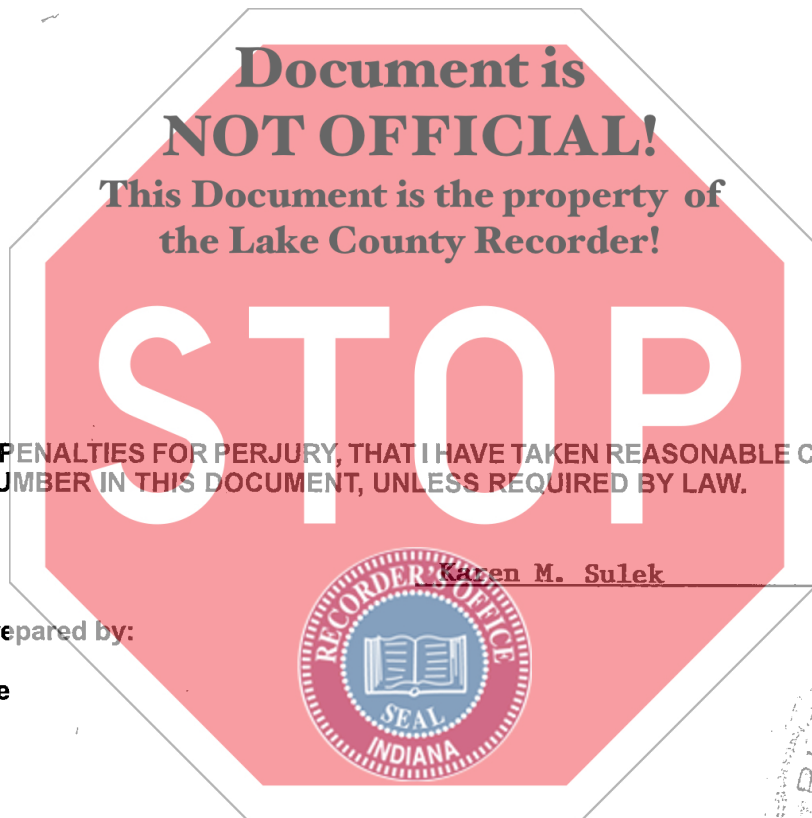 Document is
NOT OFFICIAL!
This Document is the property of
the Lake County Recorder!
STOP
PENALTIES FOR PERJURY, THAT I HAVE TAKEN REASONABLE C
UMBER IN THIS DOCUMENT, UNLESS REQUIRED BY LAW.
Karen M. Sulek
epared by:
e
RECORDER'S OFFICE
SEAL
INDIANA